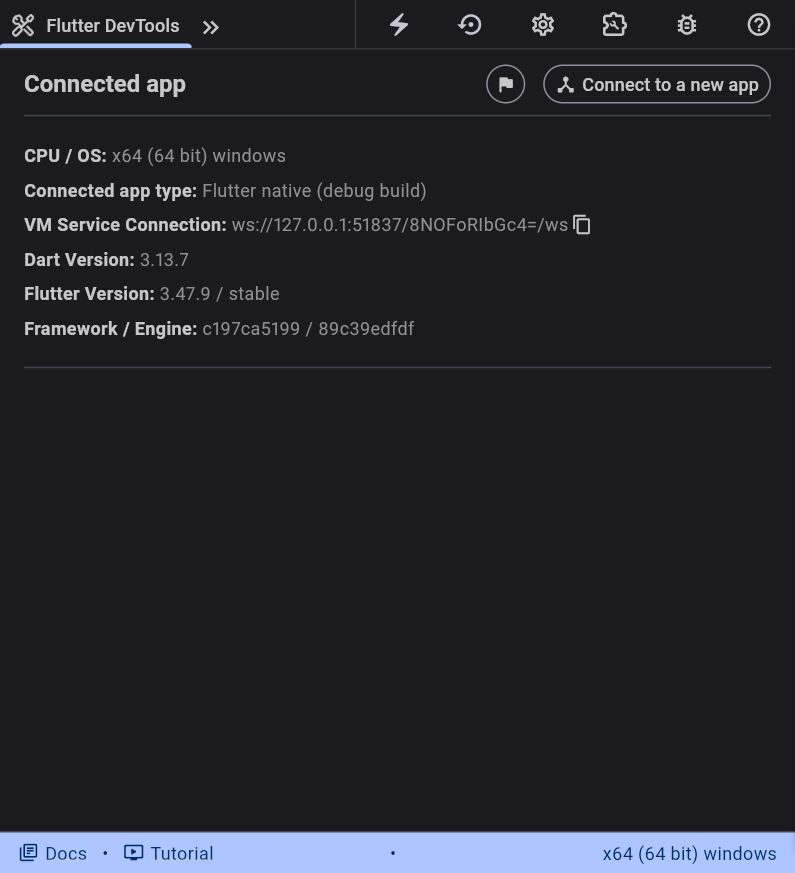 Flutter DevTools
Connected app
Connect to a new app
CPU / OS: x64 (64 bit) windows
Connected app type: Flutter native (debug build)
VM Service Connection: ws://127.0.0.1:51837/8NOFoRIbGc4=/ws
Dart Version: 3.13.7
Flutter Version: 3.47.9 / stable
Framework / Engine: c197ca5199 / 89c39edfdf
Docs • Tutorial • x64 (64 bit) windows